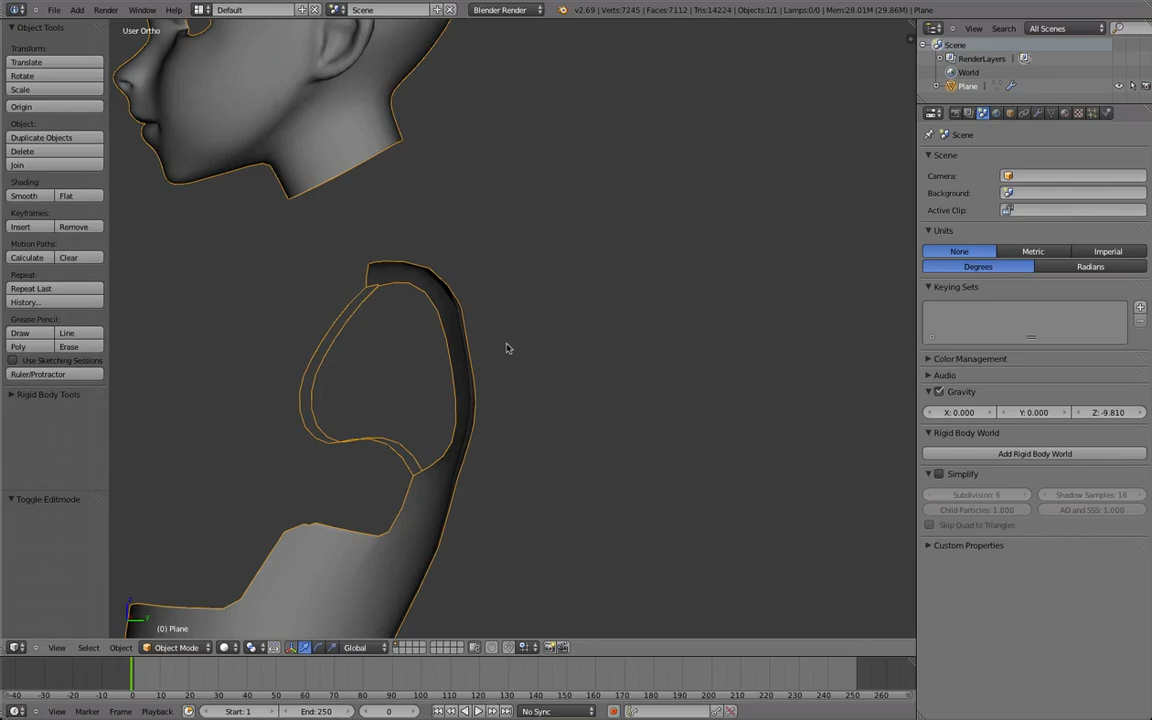 File Add Render Window Help Default Scene Blender Render v2.69 | Verts:7245 | Faces:7112 | Tris:14224 | Objects:1/1 | Lamps:0/0 | Mem:28.01M (29.86M) | Plane
Object Tools
User Ortho
Transform:
Translate
Rotate
Scale
Origin
Object:
Duplicate Objects
Delete
Join
Shading:
Smooth Flat
Keyframes:
Insert Remove
Motion Paths:
Calculate Clear
Repeat:
Repeat Last
History...
Grease Pencil:
Draw Line
Poly Erase
Use Sketching Sessions
Ruler/Protractor
Rigid Body Tools
Toggle Editmode
(0) Plane
View Select Object Object Mode Global
-40 -30 -20 -10 0 10 20 30 40 50 60 70 80 90 100 110 120 130 140 150 160 170 180 190 200 210 220 230 240 250 260
View Marker Frame Playback Start: 1 End: 250 0 No Sync
View Search All Scenes
Scene
RenderLayers
World
Plane
Scene
Scene
Camera:
Background:
Active Clip:
Units
None Metric Imperial
Degrees Radians
Keying Sets
Color Management
Audio
Gravity
X: 0.000 Y: 0.000 Z: -9.810
Rigid Body World
Add Rigid Body World
Simplify
Subdivision: 6 Shadow Samples: 16
Child Particles: 1.000 AO and SSS: 1.000
Skip Quad to Triangles
Custom Properties